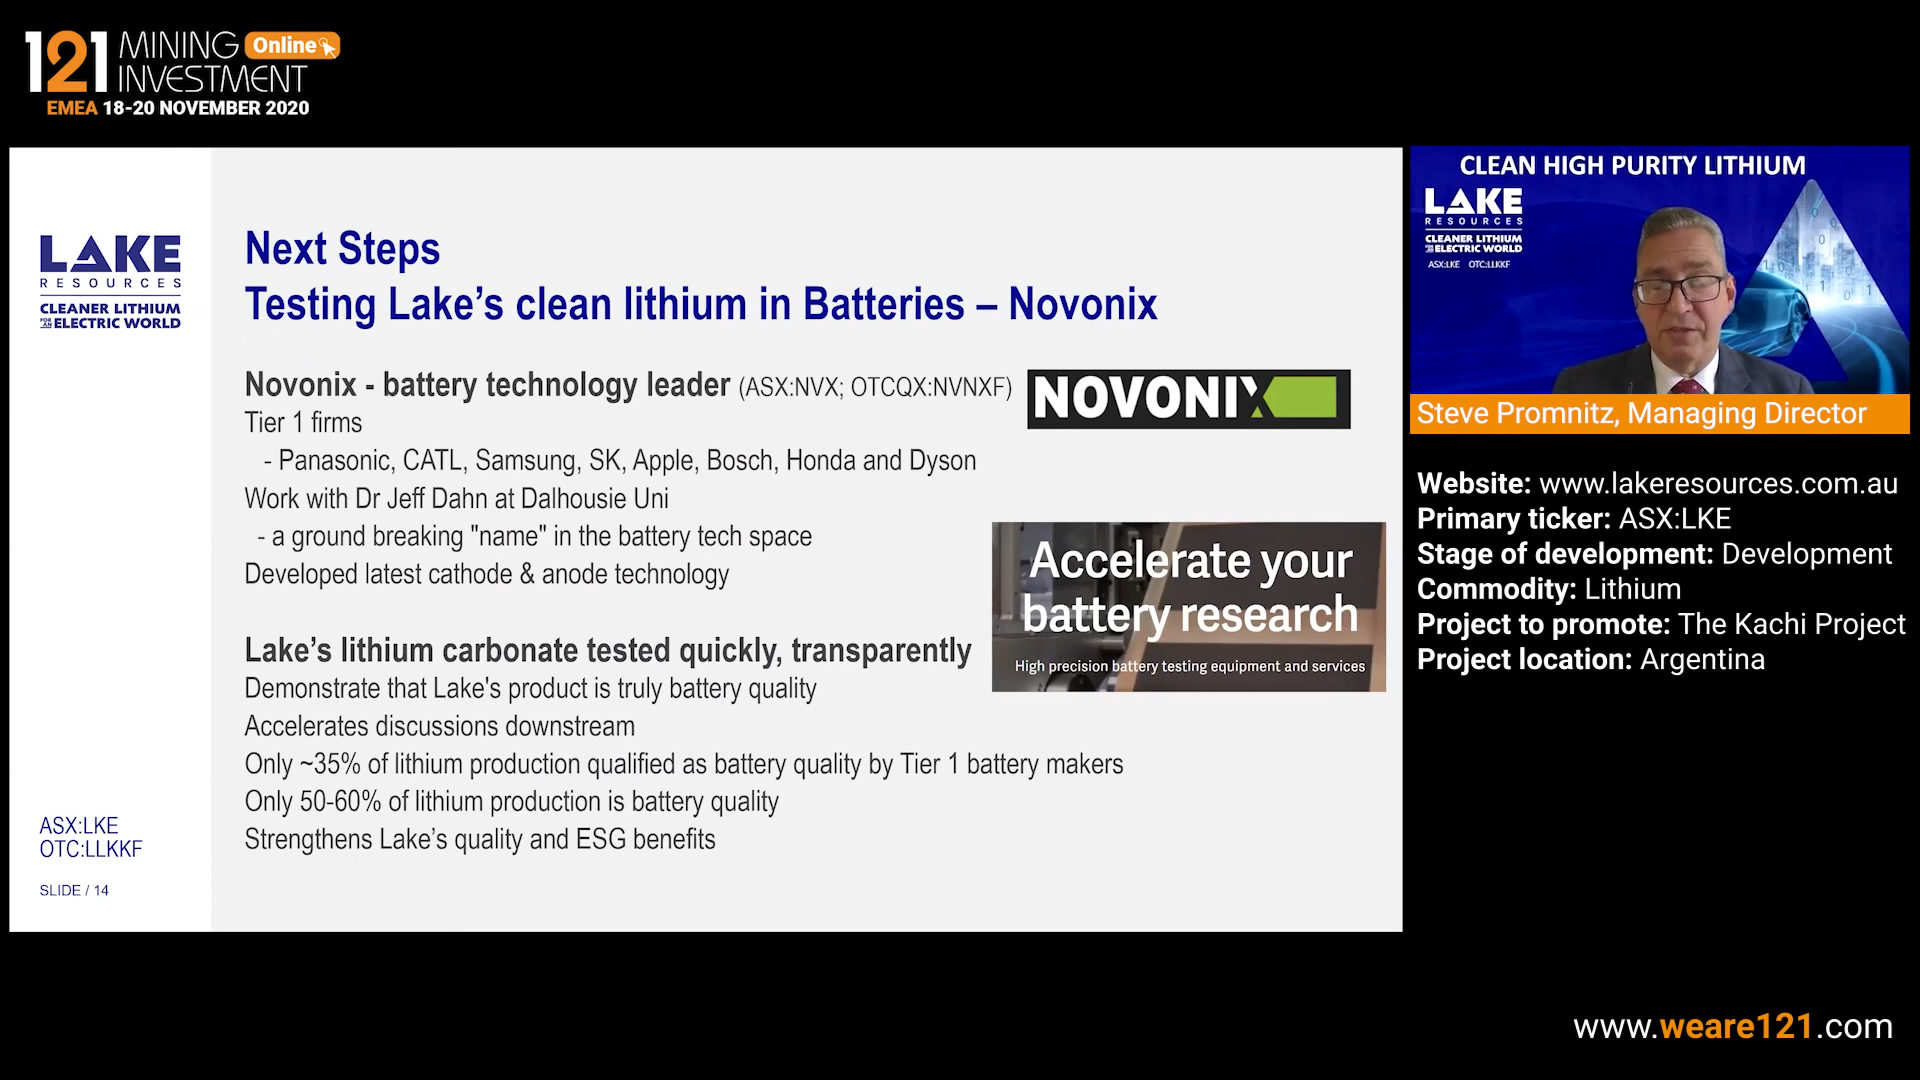 121 MINING Online
INVESTMENT
EMEA 18-20 NOVEMBER 2020
LAKE
RESOURCES
CLEANER LITHIUM
FOR AN ELECTRIC WORLD
Next Steps
Testing Lake's clean lithium in Batteries – Novonix
Novonix - battery technology leader (ASX:NVX; OTCQX:NVNXF)
Tier 1 firms
- Panasonic, CATL, Samsung, SK, Apple, Bosch, Honda and Dyson
Work with Dr Jeff Dahn at Dalhousie Uni
- a ground breaking "name" in the battery tech space
Developed latest cathode & anode technology
NOVONIX
Accelerate your
battery research
High precision battery testing equipment and services
Lake's lithium carbonate tested quickly, transparently
Demonstrate that Lake's product is truly battery quality
Accelerates discussions downstream
Only ~35% of lithium production qualified as battery quality by Tier 1 battery makers
Only 50-60% of lithium production is battery quality
Strengthens Lake's quality and ESG benefits
ASX:LKE
OTC:LLKKF
SLIDE / 14
CLEAN HIGH PURITY LITHIUM
LAKE
RESOURCES
CLEANER LITHIUM
FOR AN ELECTRIC WORLD
ASX:LKE OTC:LLKKF
Steve Promnitz, Managing Director
Website: www.lakeresources.com.au
Primary ticker: ASX:LKE
Stage of development: Development
Commodity: Lithium
Project to promote: The Kachi Project
Project location: Argentina
www.weare121.com